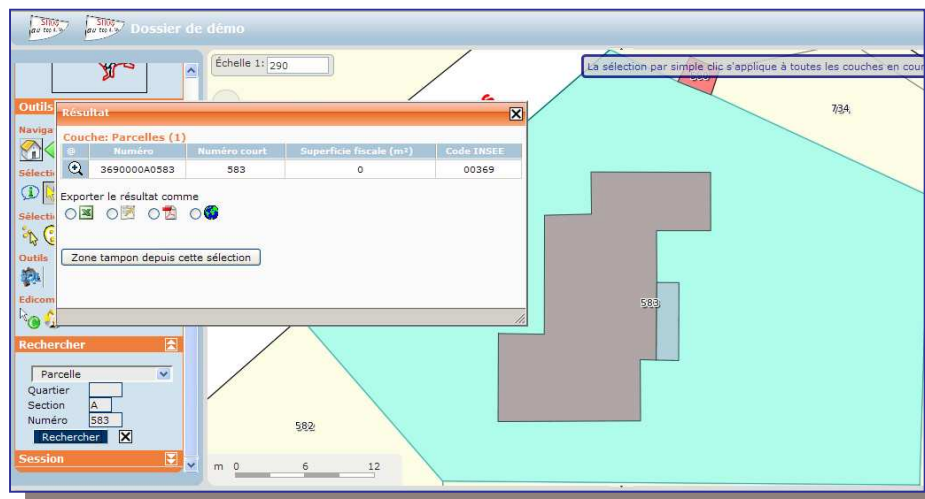 Dossier de démo
Échelle 1: 290
La sélection par simple clic s'applique à toutes les couches en cour
734
Outils
Résultat
Naviga
Couche: Parcelles (1)
@ Numéro Numéro court Superficie fiscale (m²) Code INSEE
3690000A0583 583 0 00369
Sélecti
Exporter le résultat comme
Sélecti
Outils
Zone tampon depuis cette sélection
Edicom
583
Rechercher
Parcelle
Quartier
Section A
Numéro 583
Rechercher
582
Session
m 0 6 12